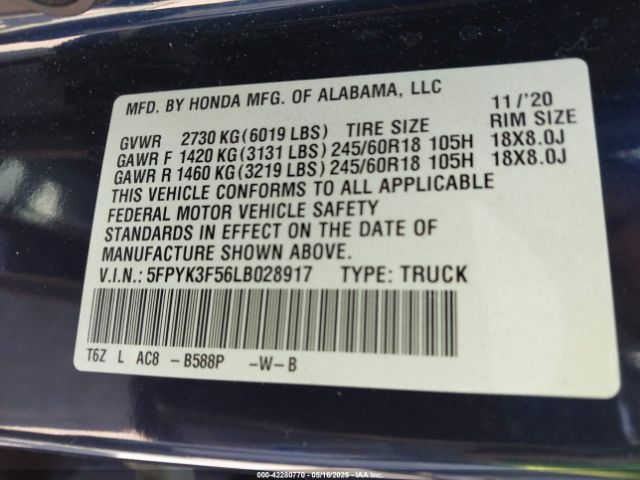 MFD. BY HONDA MFG. OF ALABAMA, LLC 11/'20
GVWR 2730 KG(6019 LBS) TIRE SIZE RIM SIZE
GAWR F 1420 KG(3131 LBS) 245/60R18 105H 18X8.0J
GAWR R 1460 KG(3219 LBS) 245/60R18 105H 18X8.0J
THIS VEHICLE CONFORMS TO ALL APPLICABLE
FEDERAL MOTOR VEHICLE SAFETY
STANDARDS IN EFFECT ON THE DATE OF
MANUFACTURE SHOWN ABOVE.
V.I.N.: 5FPYK3F56LB028917 TYPE: TRUCK
T6Z L AC8 -B588P -W-B
000-42280770 - 05/16/2025 - IAA Inc.